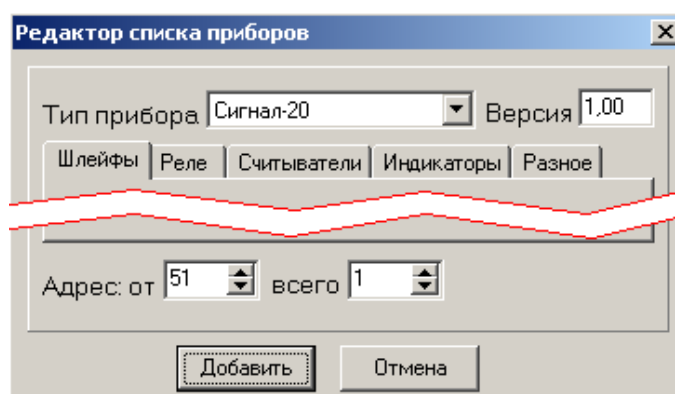 Редактор списка приборов
Тип прибора Сигнал-20 Версия 1,00
Шлейфы Реле Считыватели Индикаторы Разное
Адрес: от 51 всего 1
Добавить Отмена